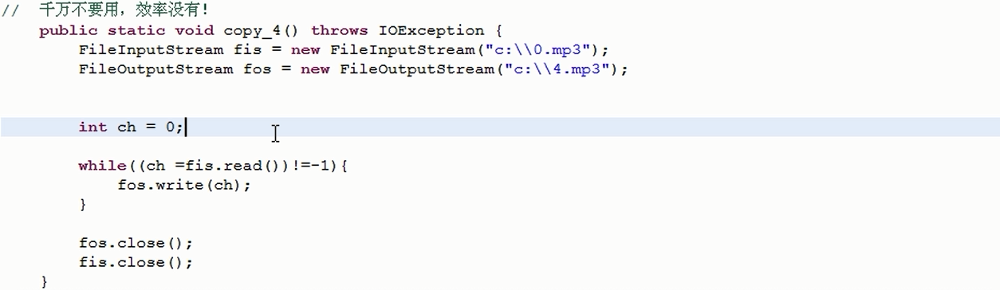 //  千万不要用，效率没有！
    public static void copy_4() throws IOException {
        FileInputStream fis = new FileInputStream("c:\\0.mp3");
        FileOutputStream fos = new FileOutputStream("c:\\4.mp3");
        int ch = 0;
        while((ch =fis.read())!=-1){
            fos.write(ch);
        }
        fos.close();
        fis.close();
    }